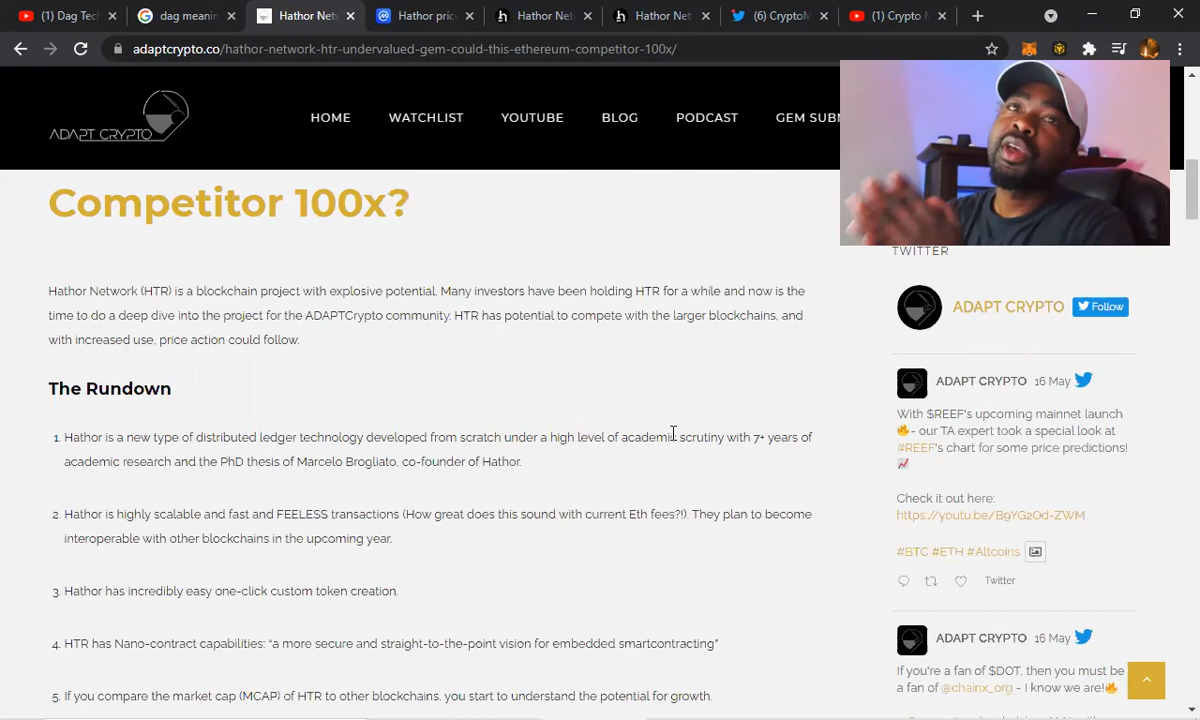 (1) Dag Tec
dag meanin
Hathor Net
Hathor pric
Hathor Net
Hathor Net
(6) CryptoM
(1) Crypto M
adaptcrypto.co/hathor-network-htr-undervalued-gem-could-this-ethereum-competitor-100x/
ADAPT CRYPTO
HOME
WATCHLIST
YOUTUBE
BLOG
PODCAST
GEM SUBM
Competitor 100x?
Hathor Network (HTR) is a blockchain project with explosive potential. Many investors have been holding HTR for a while and now is the
time to do a deep dive into the project for the ADAPTCrypto community. HTR has potential to compete with the larger blockchains, and
with increased use, price action could follow.
The Rundown
1. Hathor is a new type of distributed ledger technology developed from scratch under a high level of academic scrutiny with 7+ years of
academic research and the PhD thesis of Marcelo Brogliato, co-founder of Hathor.
2. Hathor is highly scalable and fast and FEELESS transactions (How great does this sound with current Eth fees?!). They plan to become
interoperable with other blockchains in the upcoming year.
3. Hathor has incredibly easy one-click custom token creation.
4. HTR has Nano-contract capabilities: “a more secure and straight-to-the-point vision for embedded smartcontracting”
5. If you compare the market cap (MCAP) of HTR to other blockchains, you start to understand the potential for growth.
TWITTER
ADAPT CRYPTO
Follow
ADAPT CRYPTO 16 May
With $REEF's upcoming mainnet launch
- our TA expert took a special look at
#REEF's chart for some price predictions!
Check it out here:
https://youtu.be/B9YG2Od-ZWM
#BTC #ETH #Altcoins
Twitter
ADAPT CRYPTO 16 May
If you're a fan of $DOT, then you must be
a fan of @chainx_org - I know we are!